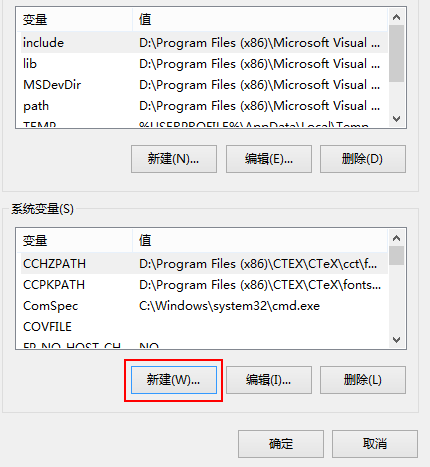 变量 值
include D:\Program Files (x86)\Microsoft Visual ...
lib D:\Program Files (x86)\Microsoft Visual ...
MSDevDir D:\Program Files (x86)\Microsoft Visual ...
path D:\Program Files (x86)\Microsoft Visual ...
TEMP %USERPROFILE%\AppData\Local\Temp
新建(N)... 编辑(E)... 删除(D)
系统变量(S)
变量 值
CCHZPATH D:\Program Files (x86)\CTEX\CTeX\cct\f...
CCPKPATH D:\Program Files (x86)\CTEX\CTeX\fonts...
ComSpec C:\Windows\system32\cmd.exe
COVFILE
FP_NO_HOST_CH... NO
新建(W)... 编辑(I)... 删除(L)
确定 取消